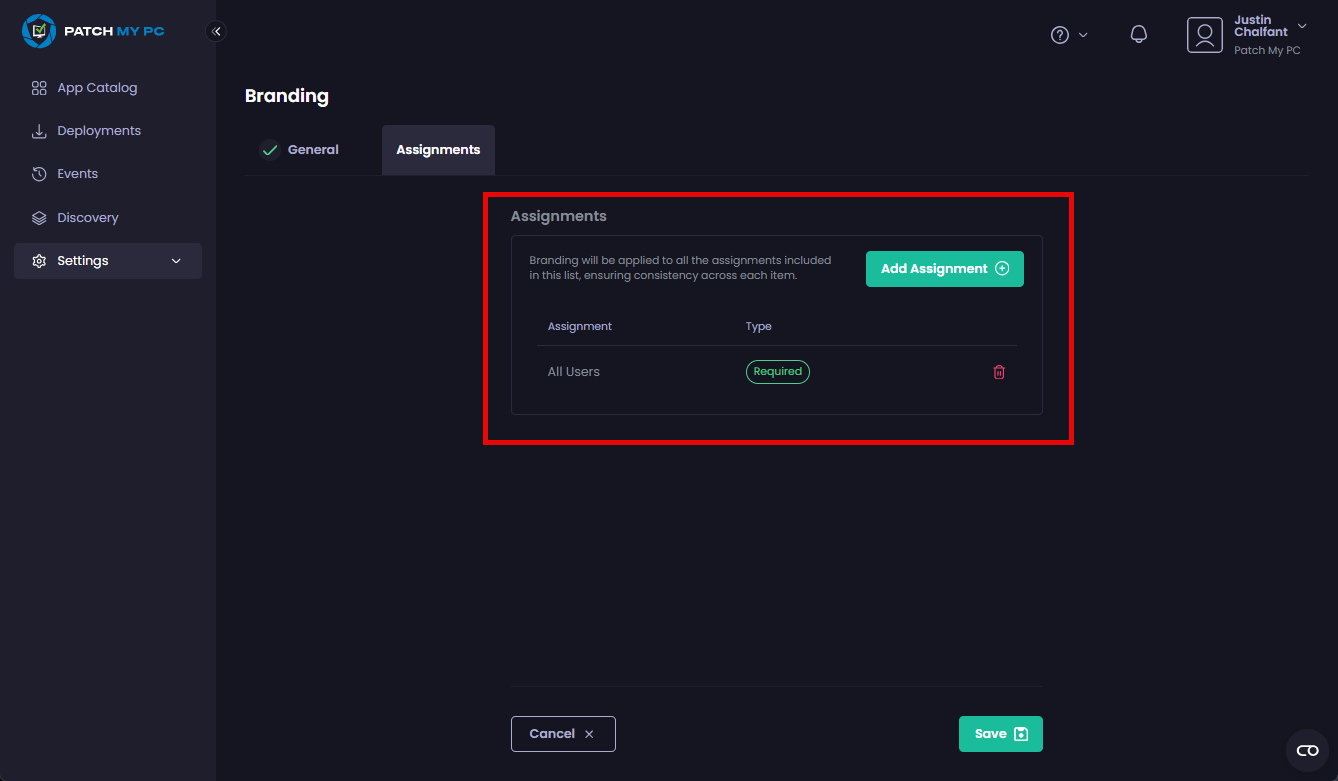 PATCH MY PC
Justin
Chalfant
Patch My PC
App Catalog
Deployments
Events
Discovery
Settings
Branding
General
Assignments
Assignments
Branding will be applied to all the assignments included
in this list, ensuring consistency across each item.
Add Assignment
Assignment Type
All Users Required
Cancel
Save